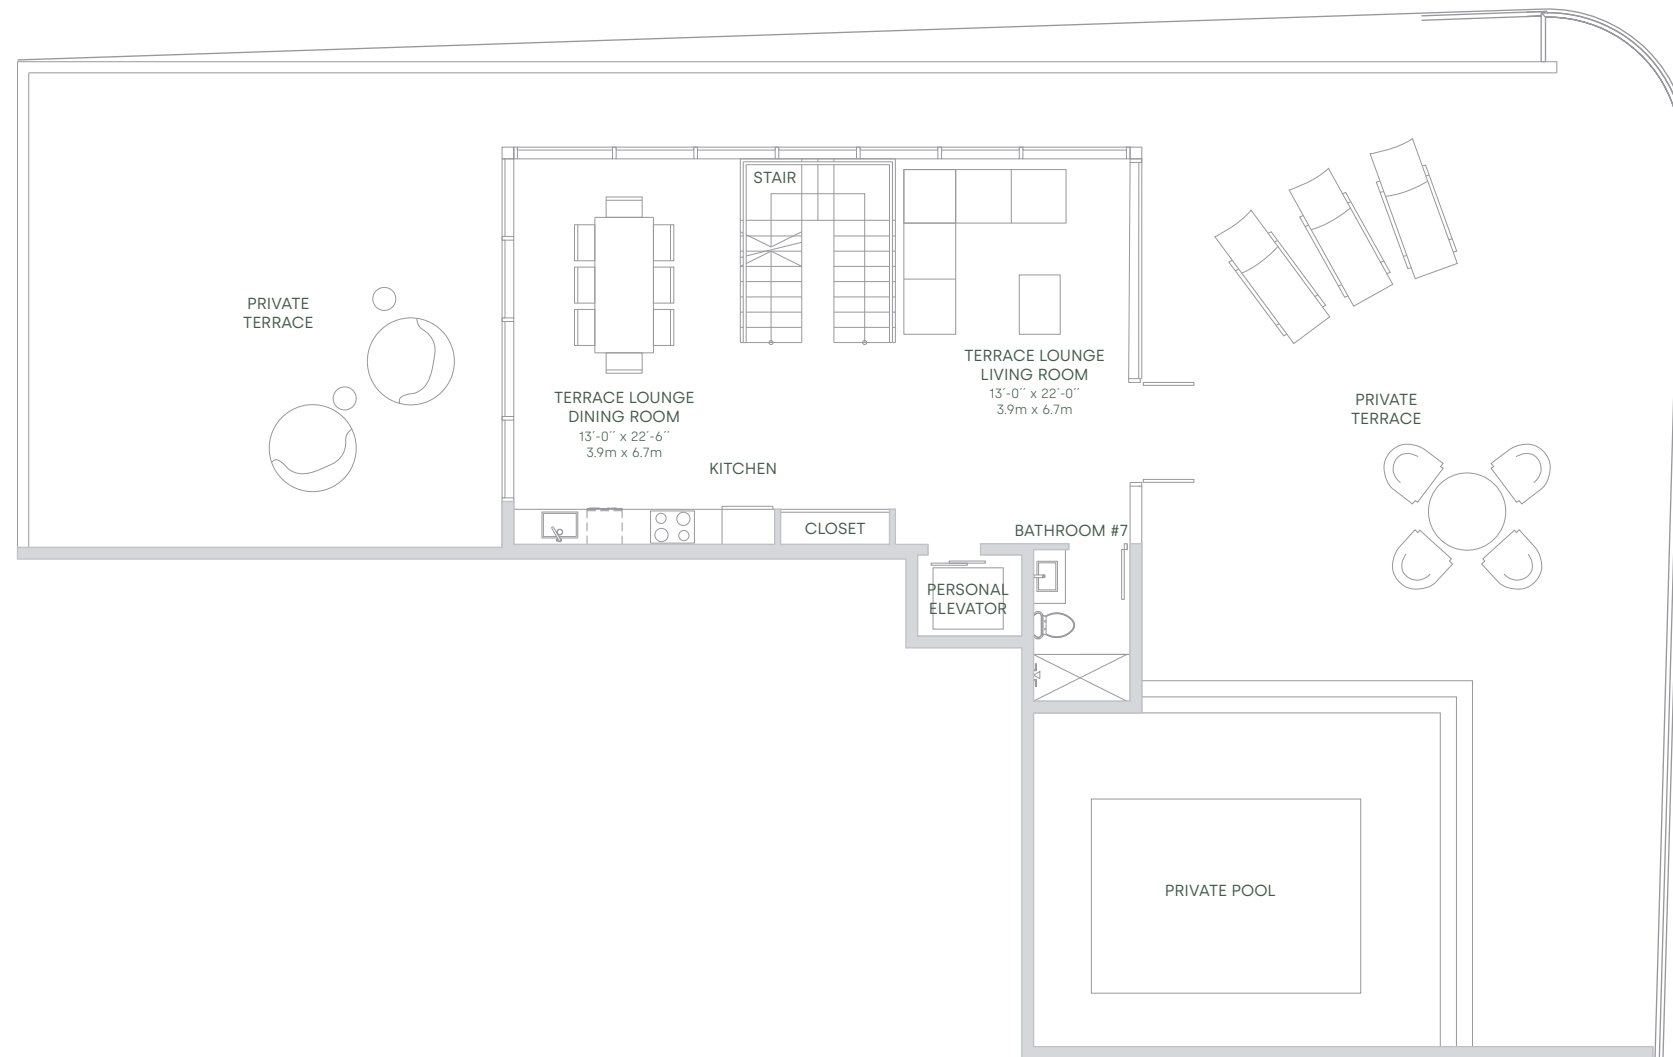 STAIR
PRIVATE
TERRACE
TERRACE LOUNGE
LIVING ROOM
13´-0´´ x 22´-0´´
3.9m x 6.7m
TERRACE LOUNGE
DINING ROOM
13´-0´´ x 22´-6´´
3.9m x 6.7m
PRIVATE
TERRACE
KITCHEN
CLOSET
BATHROOM #7
PERSONAL
ELEVATOR
PRIVATE POOL